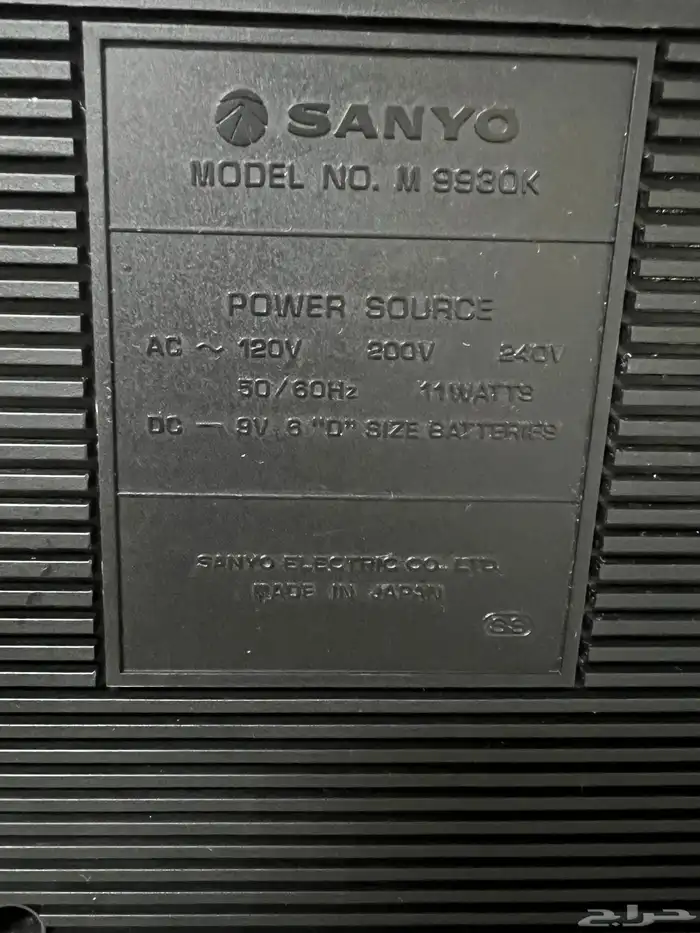 SANYO
MODEL NO. M 9930K
POWER SOURCE
AC ~ 120V 200V 240V
50/60Hz 11WATTS
DC ⎓ 9V 6 "D" SIZE BATTERIES
SANYO ELECTRIC CO. LTD.
MADE IN JAPAN
SS
حراج